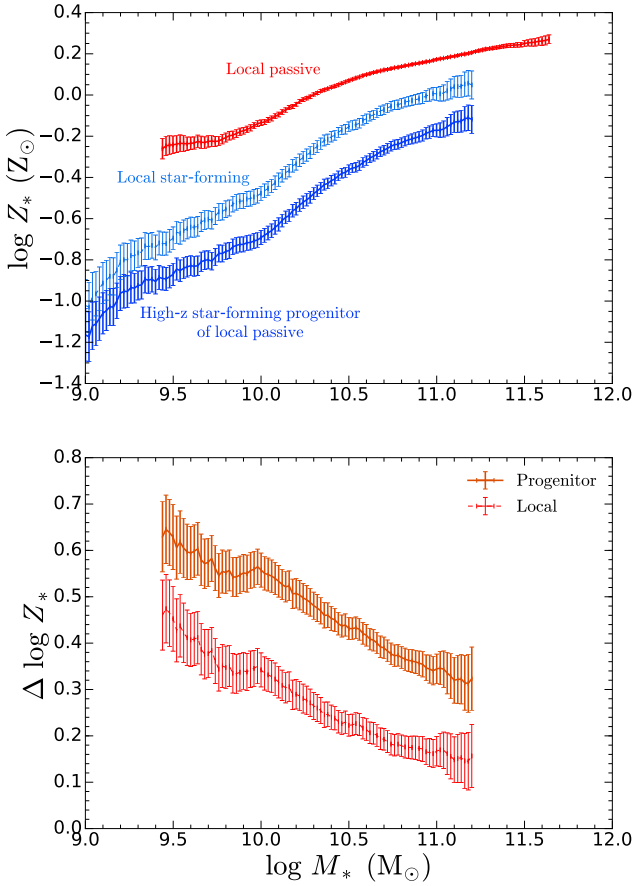 0.4
0.2
0.0
−0.2
−0.4
−0.6
−0.8
−1.0
−1.2
−1.4
log Z* (Z⊙)
Local passive
Local star-forming
High-z star-forming progenitor
of local passive
9.0 9.5 10.0 10.5 11.0 11.5 12.0
0.8
0.7
0.6
0.5
0.4
0.3
0.2
0.1
0.0
Δ log Z*
Progenitor
Local
9.0 9.5 10.0 10.5 11.0 11.5 12.0
log M* (M⊙)